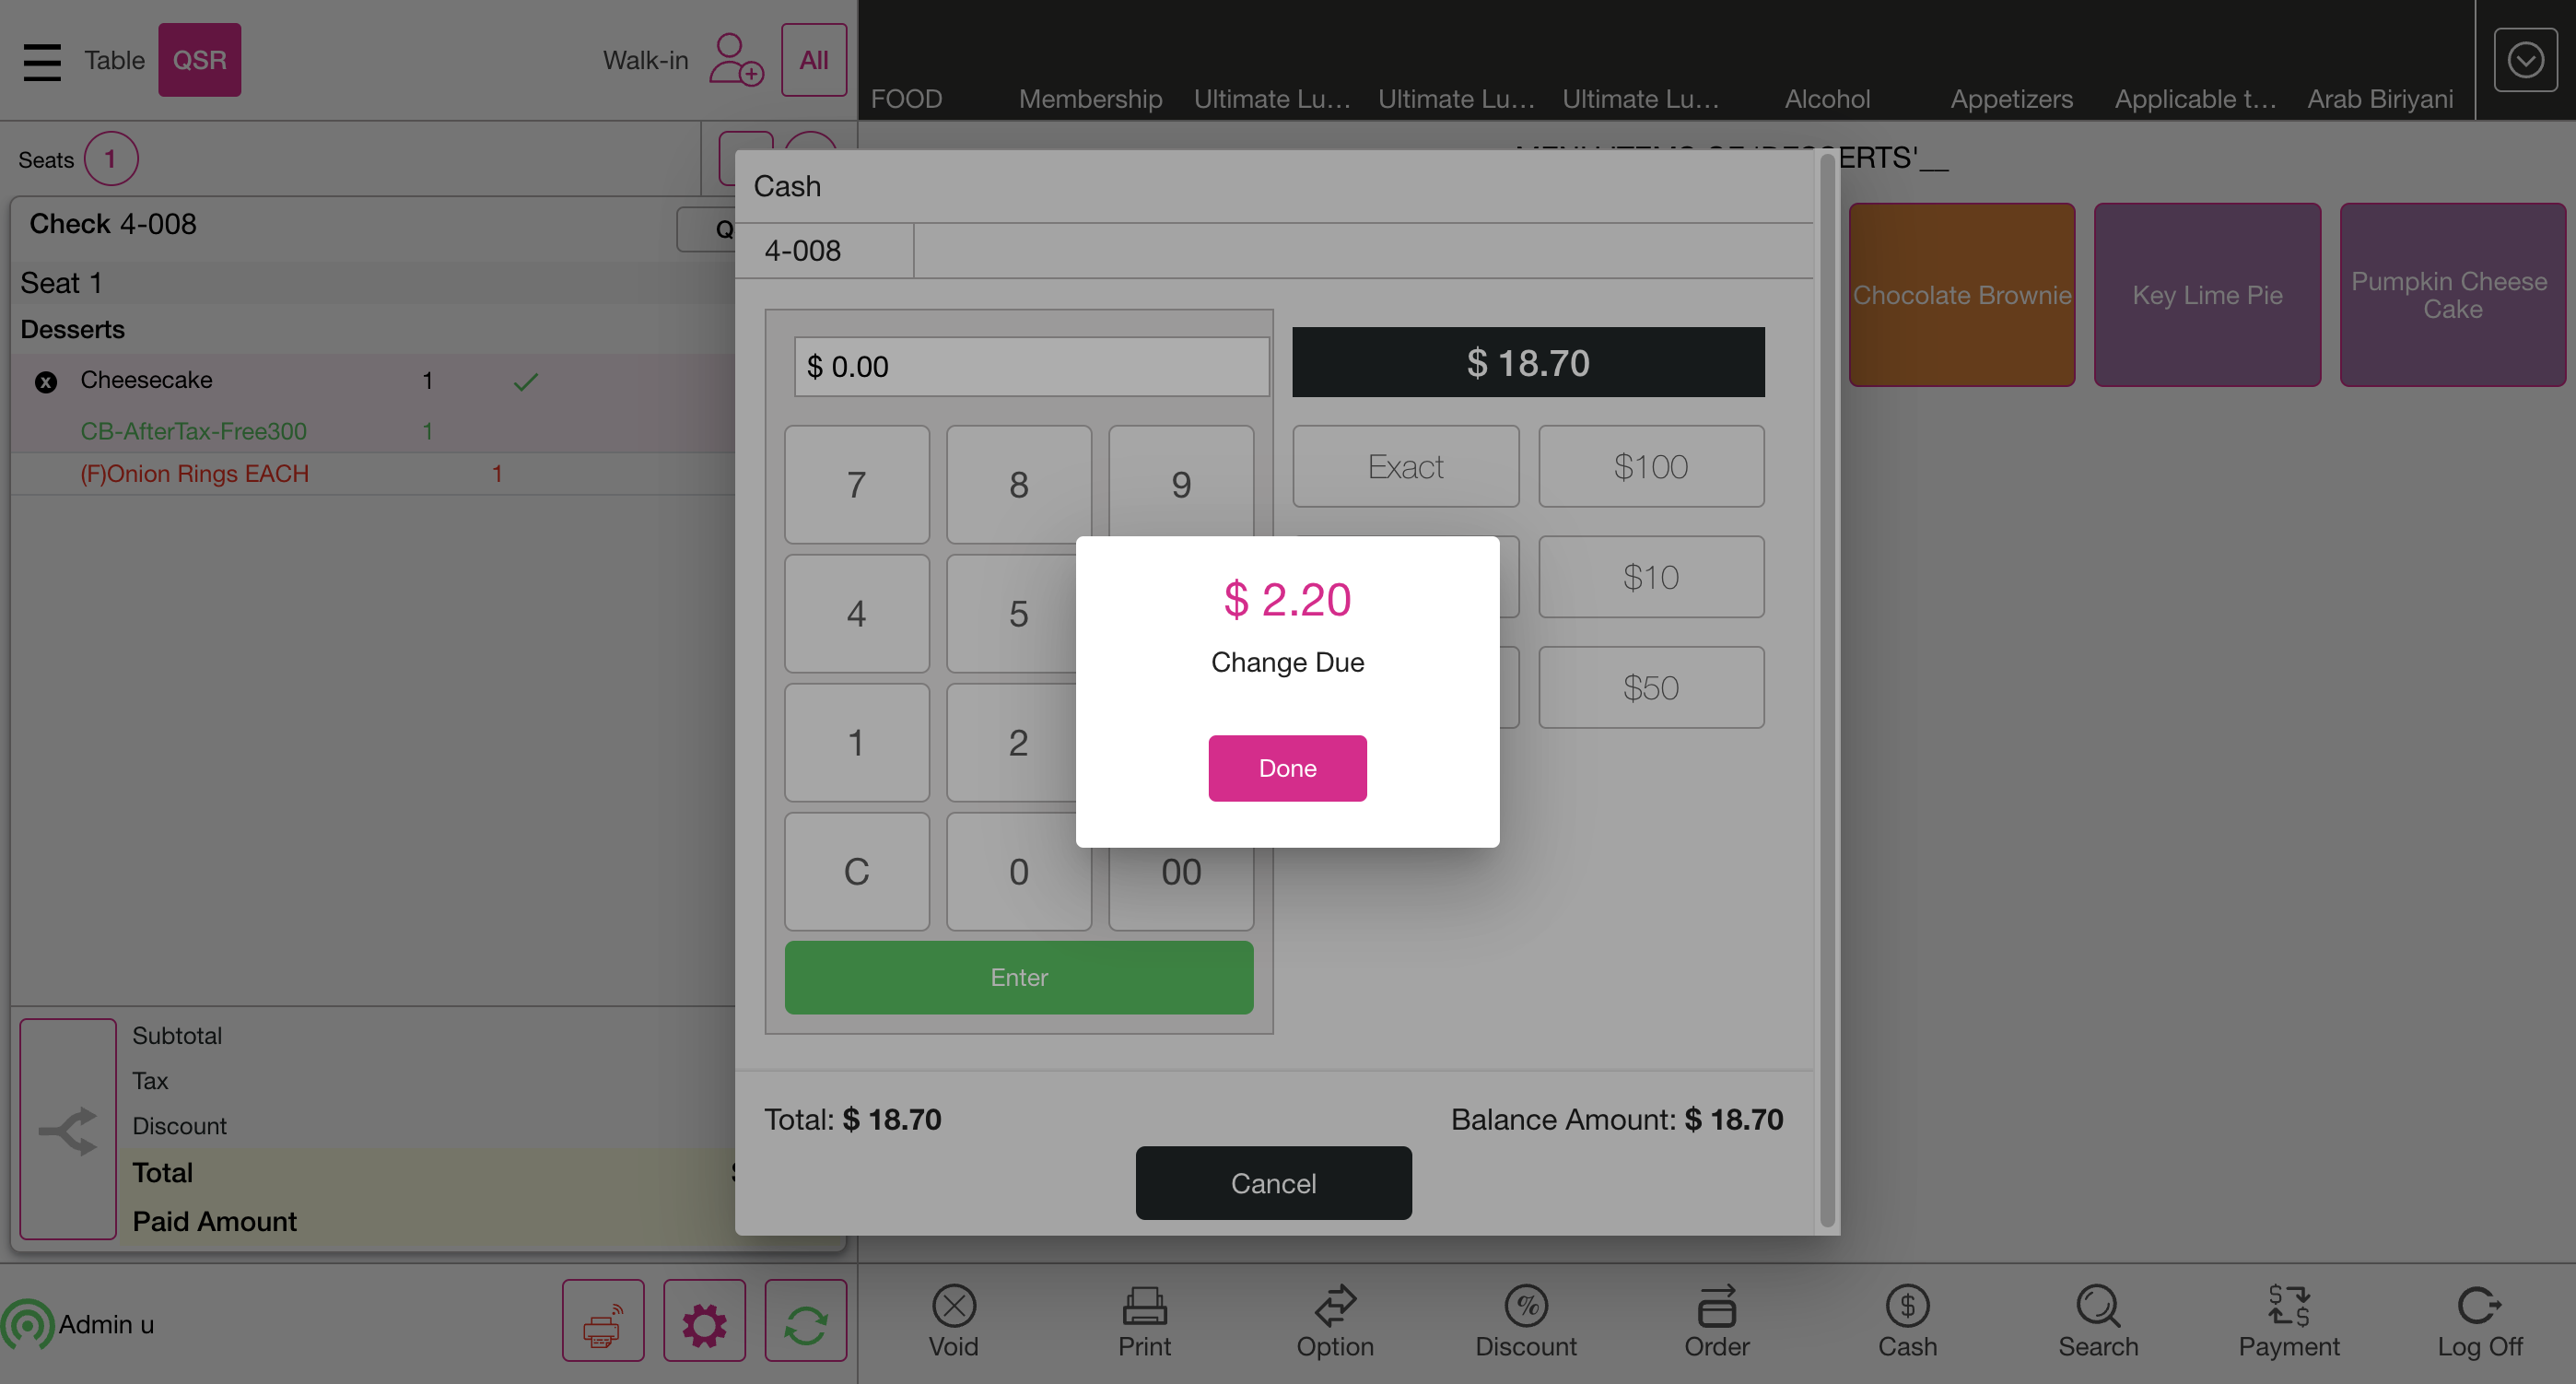 Table
QSR
Walk-in
All
FOOD
Membership
Ultimate Lu...
Ultimate Lu...
Ultimate Lu...
Alcohol
Appetizers
Applicable t...
Arab Biriyani
Seats 1
Check 4-008
Seat 1
Desserts
Cheesecake 1
CB-AfterTax-Free300 1
(F)Onion Rings EACH 1
Subtotal
Tax
Discount
Total
Paid Amount
Cash
4-008
$ 0.00
$ 18.70
7 8 9
4 5
1 2
C 0 00
Enter
Exact
$100
$10
$50
$ 2.20
Change Due
Done
Total: $ 18.70
Balance Amount: $ 18.70
Cancel
Chocolate Brownie
Key Lime Pie
Pumpkin Cheese
Cake
Admin u
Void
Print
Option
Discount
Order
Cash
Search
Payment
Log Off